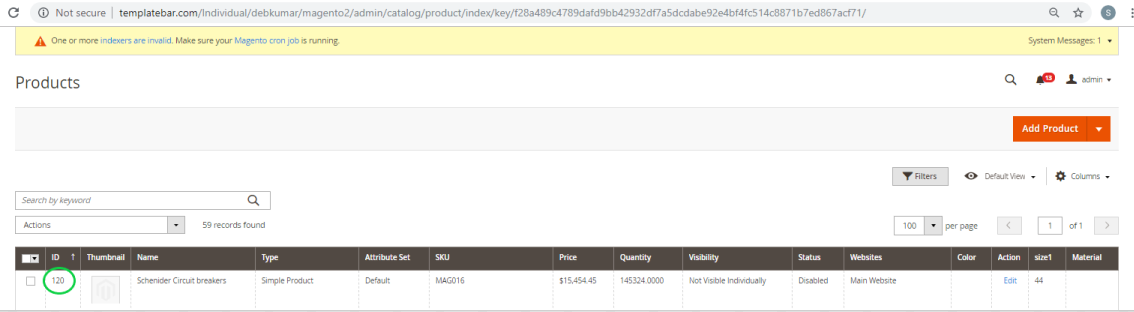 Not secure | templatebar.com/Individual/debkumar/magento2/admin/catalog/product/index/key/f28a489c4789dafd9bb42932df7a5dcdabe92e4bf4fc514c8871b7ed867acf71/ S
One or more indexers are invalid. Make sure your Magento cron job is running. System Messages: 1
Products 13 admin
Add Product
Filters Default View Columns
Search by keyword
Actions 59 records found 100 per page 1 of 1
ID ↑ Thumbnail Name Type Attribute Set SKU Price Quantity Visibility Status Websites Color Action size1 Material
120 Schenider Circuit breakers Simple Product Default MAG016 $15,454.45 145324.0000 Not Visible Individually Disabled Main Website Edit 44